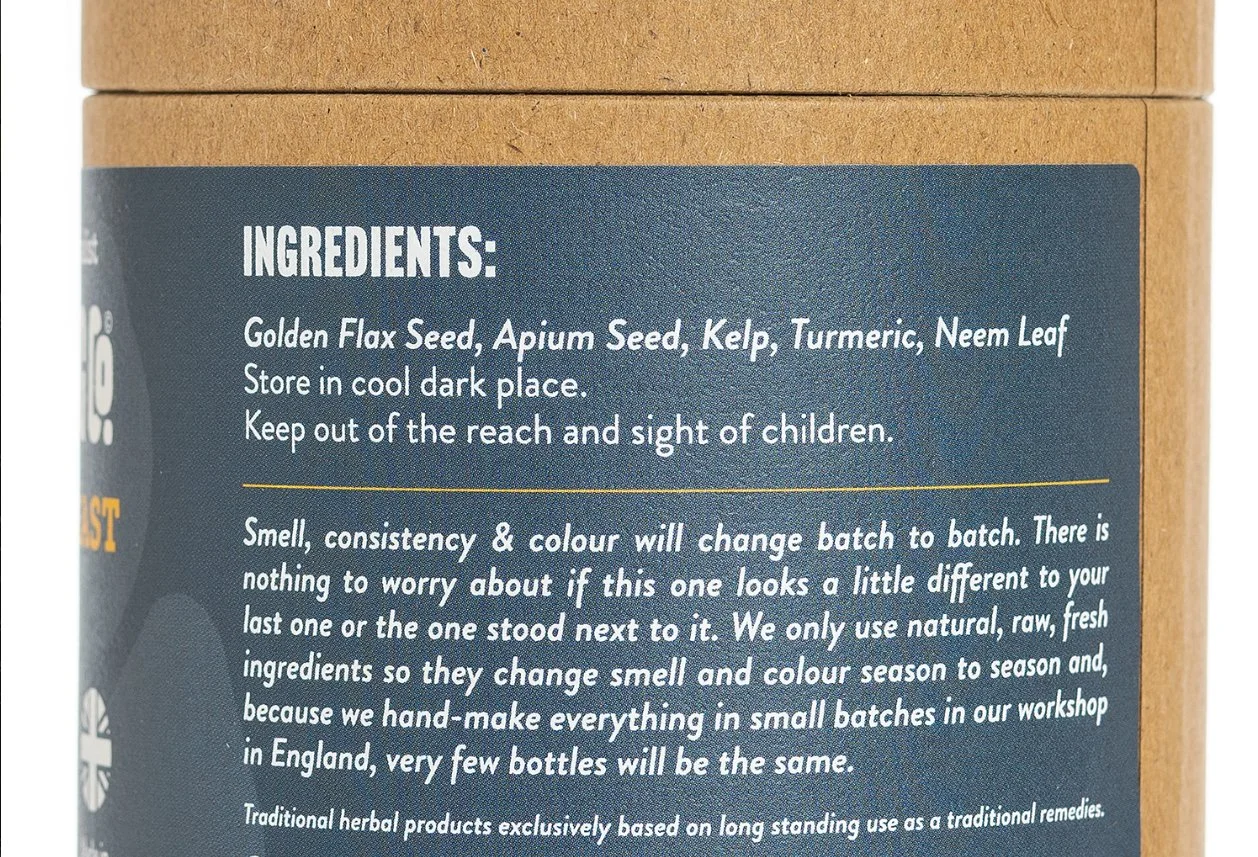 INGREDIENTS:
Golden Flax Seed, Apium Seed, Kelp, Turmeric, Neem Leaf
Store in cool dark place.
Keep out of the reach and sight of children.
Smell, consistency & colour will change batch to batch. There is
nothing to worry about if this one looks a little different to your
last one or the one stood next to it. We only use natural, raw, fresh
ingredients so they change smell and colour season to season and,
because we hand-make everything in small batches in our workshop
in England, very few bottles will be the same.
Traditional herbal products exclusively based on long standing use as a traditional remedies.